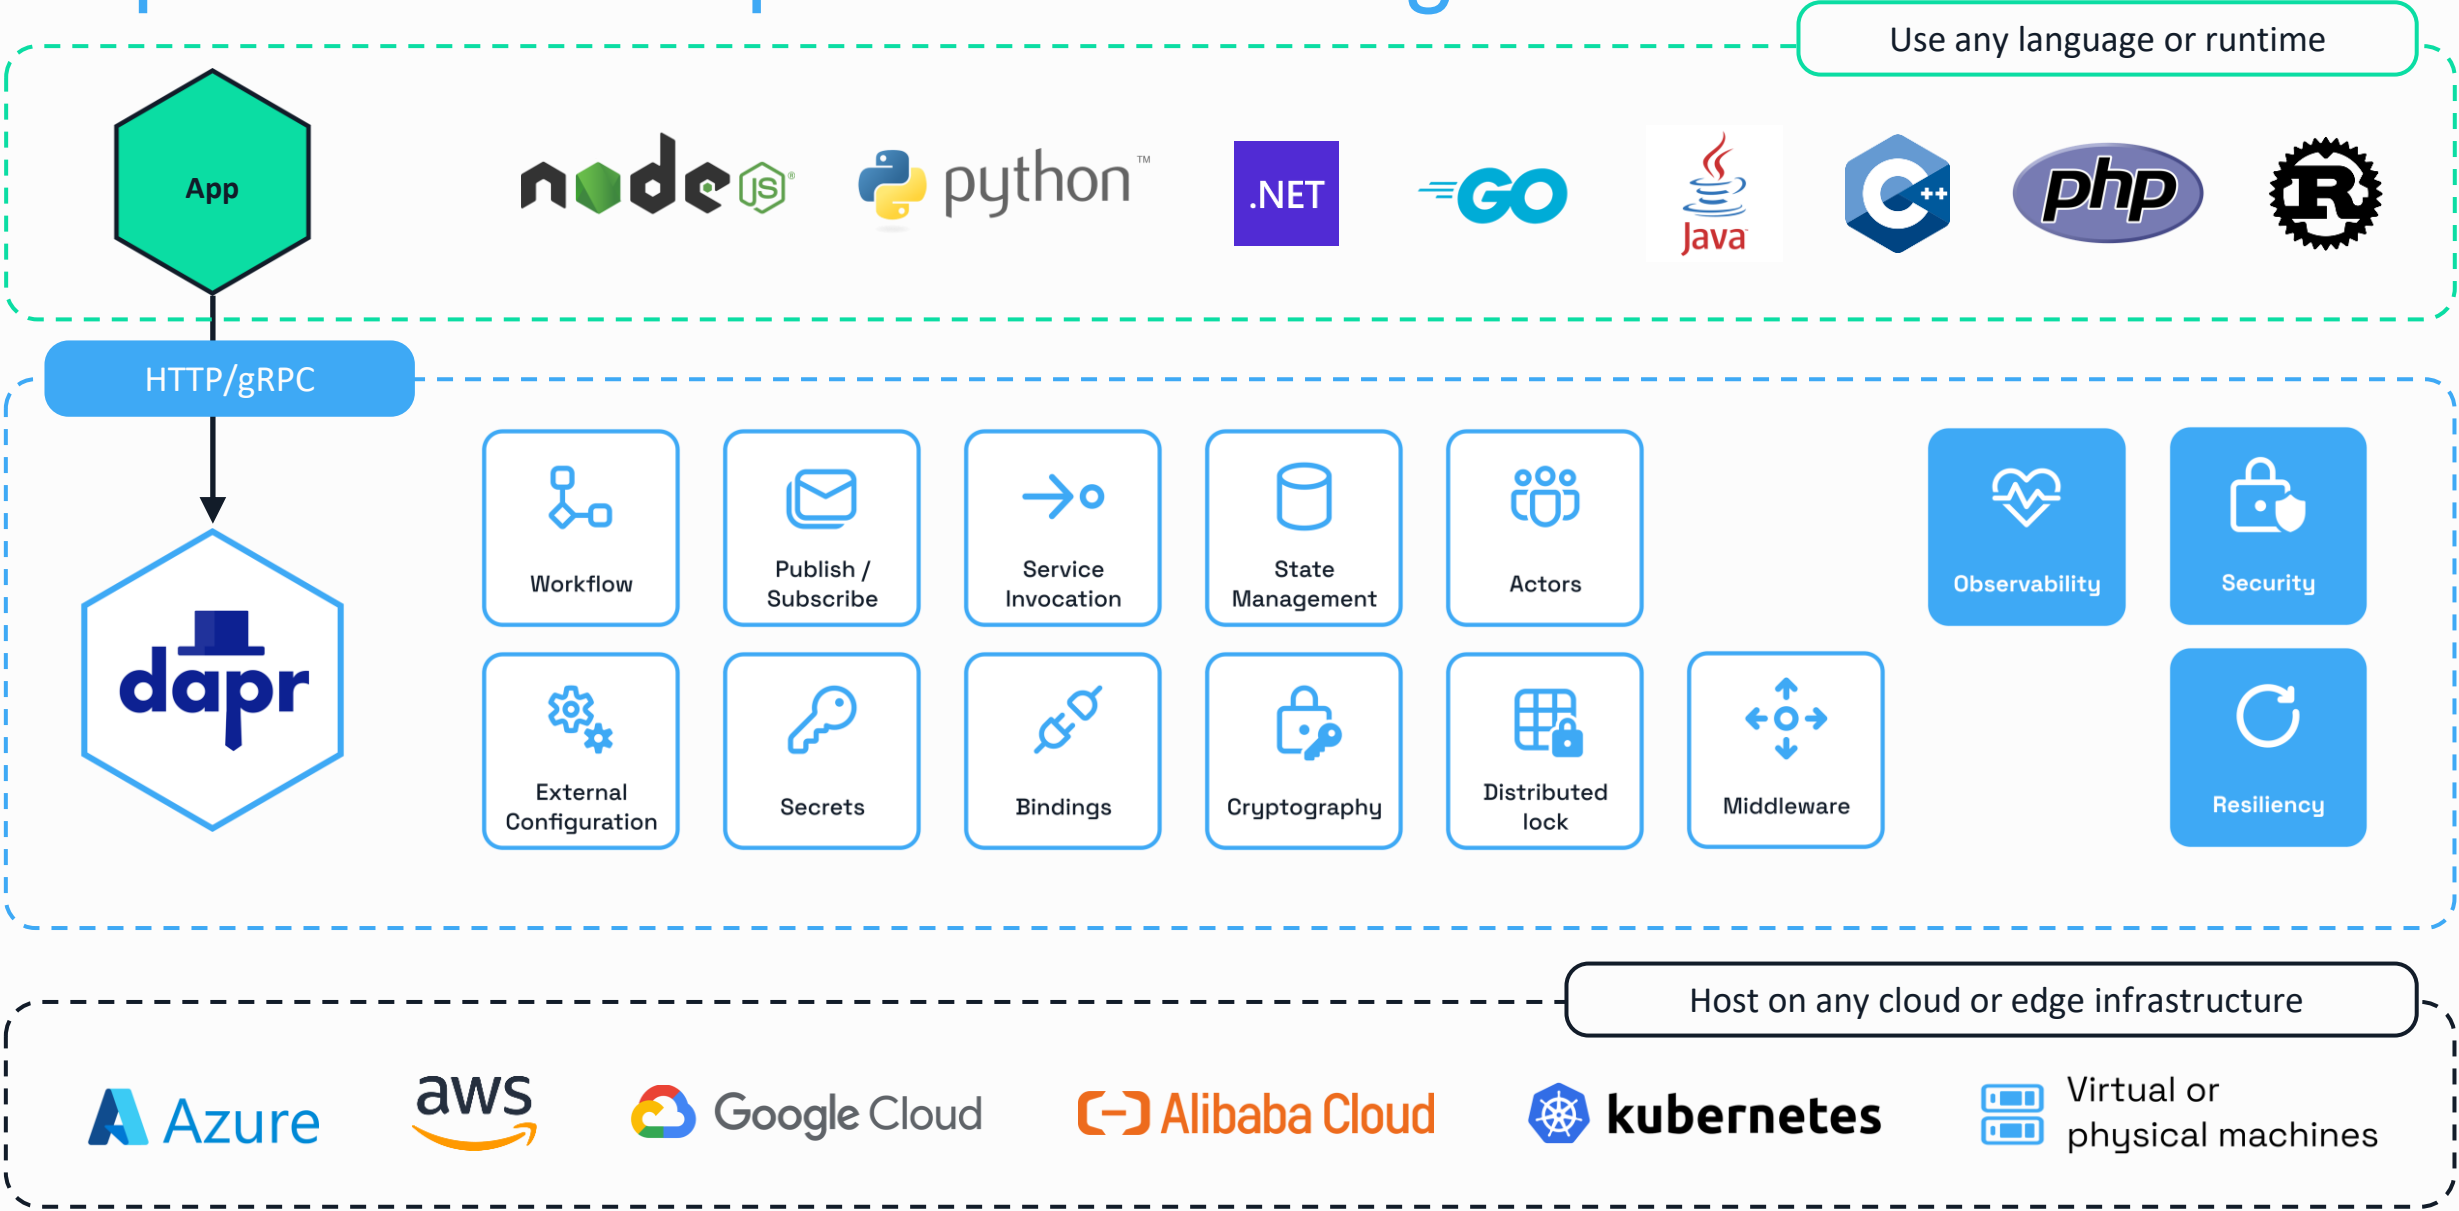 Use any language or runtime
App
node JS ®
python ™
.NET
GO
Java
C++
php
R
HTTP/gRPC
Workflow
Publish /
Subscribe
Service
Invocation
State
Management
Actors
Observability
Security
dapr
External
Configuration
Secrets
Bindings
Cryptography
Distributed
lock
Middleware
Resiliency
Host on any cloud or edge infrastructure
Azure
aws
Google Cloud
Alibaba Cloud
kubernetes
Virtual or
physical machines